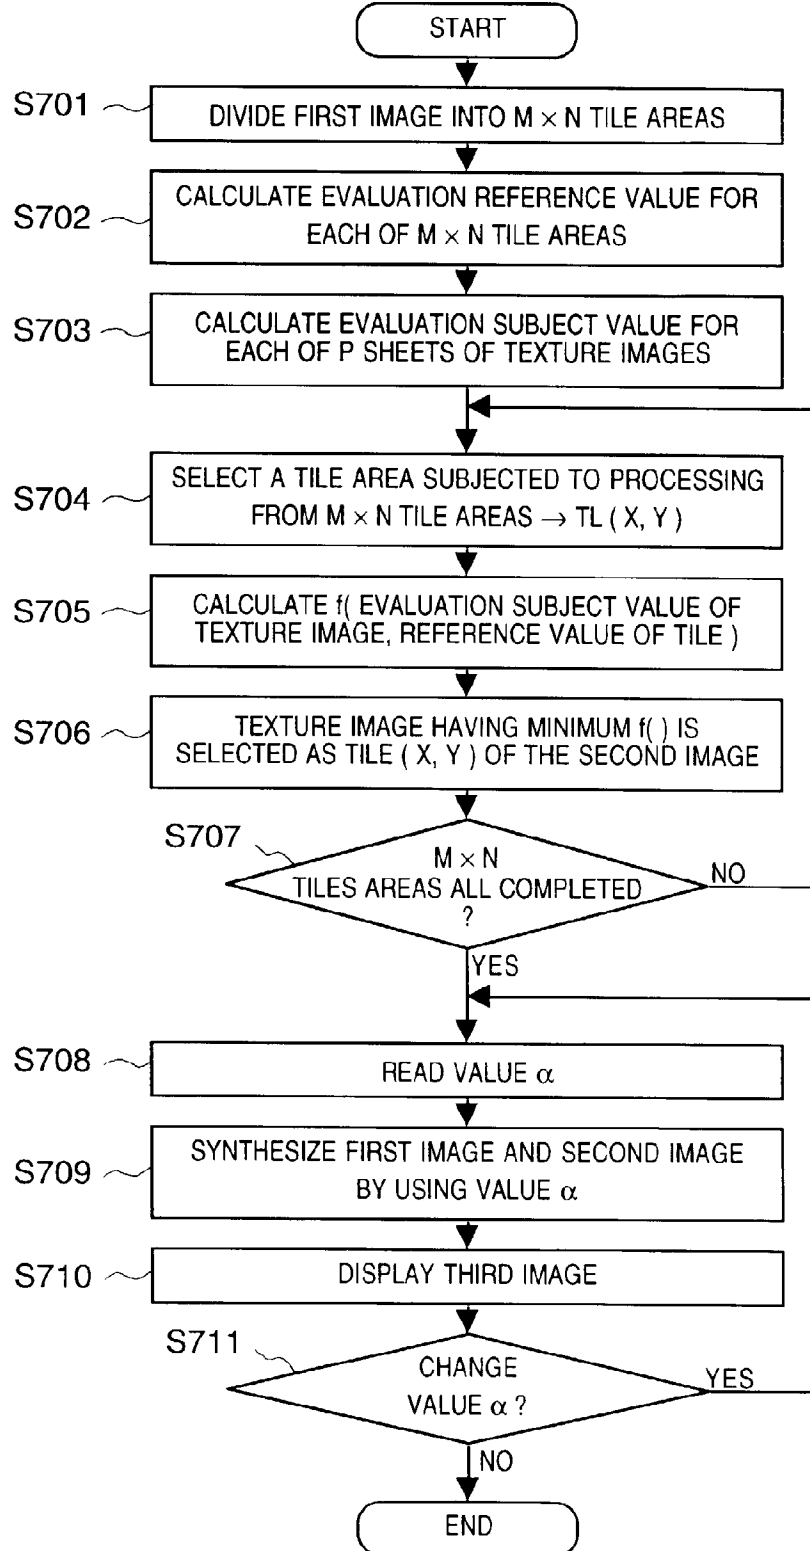 START
S701
DIVIDE FIRST IMAGE INTO M × N TILE AREAS
S702
CALCULATE EVALUATION REFERENCE VALUE FOR
EACH OF M × N TILE AREAS
S703
CALCULATE EVALUATION SUBJECT VALUE FOR
EACH OF P SHEETS OF TEXTURE IMAGES
S704
SELECT A TILE AREA SUBJECTED TO PROCESSING
FROM M × N TILE AREAS → TL ( X, Y )
S705
CALCULATE f( EVALUATION SUBJECT VALUE OF
TEXTURE IMAGE, REFERENCE VALUE OF TILE )
S706
TEXTURE IMAGE HAVING MINIMUM f( ) IS
SELECTED AS TILE ( X, Y ) OF THE SECOND IMAGE
S707
M × N
TILES AREAS ALL COMPLETED
?
NO
YES
S708
READ VALUE α
S709
SYNTHESIZE FIRST IMAGE AND SECOND IMAGE
BY USING VALUE α
S710
DISPLAY THIRD IMAGE
S711
CHANGE
VALUE α ?
YES
NO
END